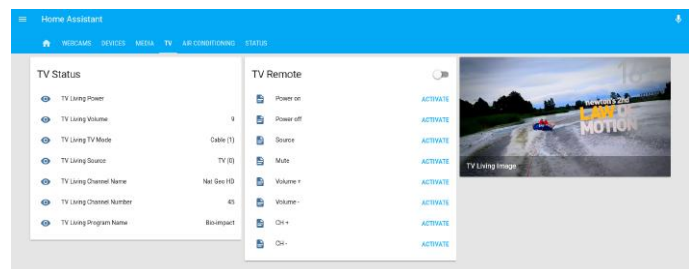 Home Assistant
WEBCAMS DEVICES MEDIA TV AIR CONDITIONING STATUS
TV Status
TV Living Power
TV Living Volume 9
TV Living TV Mode Cable (1)
TV Living Source TV (0)
TV Living Channel Name Nat Geo HD
TV Living Channel Number 45
TV Living Program Name Bio-impact
TV Remote
Power on ACTIVATE
Power off ACTIVATE
Source ACTIVATE
Mute ACTIVATE
Volume + ACTIVATE
Volume - ACTIVATE
CH + ACTIVATE
CH - ACTIVATE
16
newton's 2nd
LAW OF
MOTION
TV Living Image